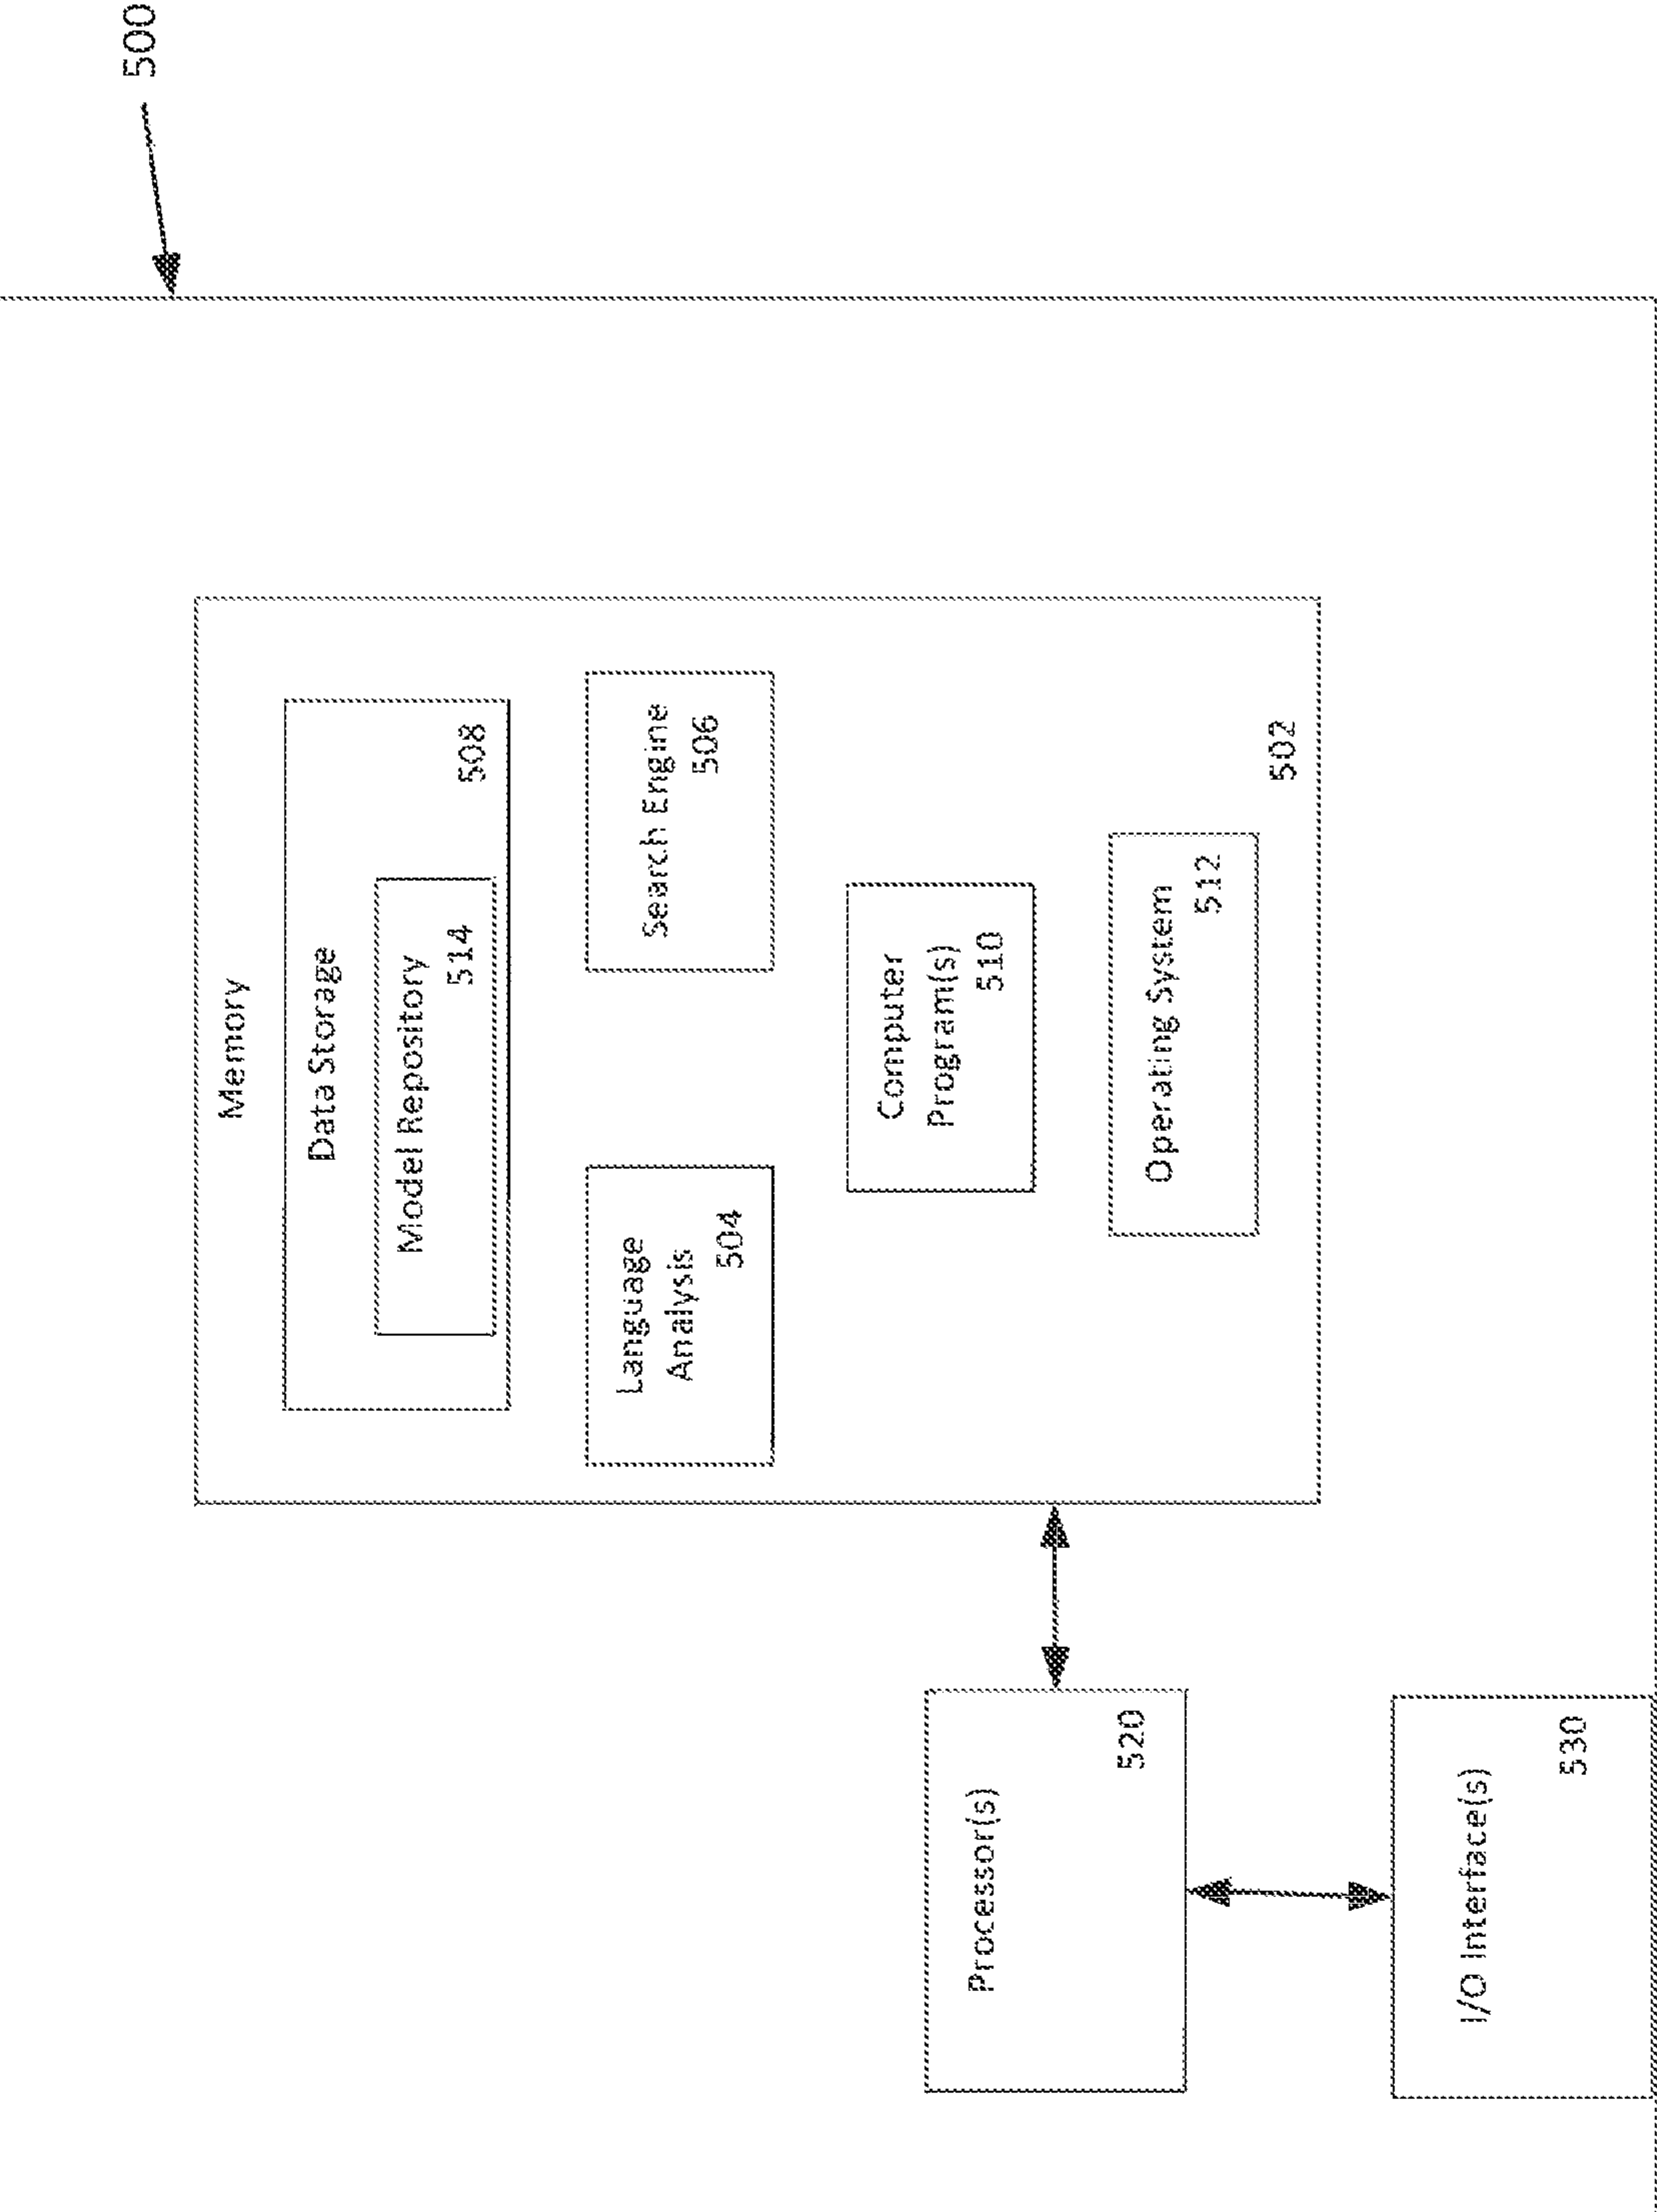 500
Memory
Data Storage
508
Model Repository
514
Language
Analysis
504
Search Engine
506
Computer
Program(s)
510
Operating System
512
502
Processor(s)
520
I/O Interface(s)
530